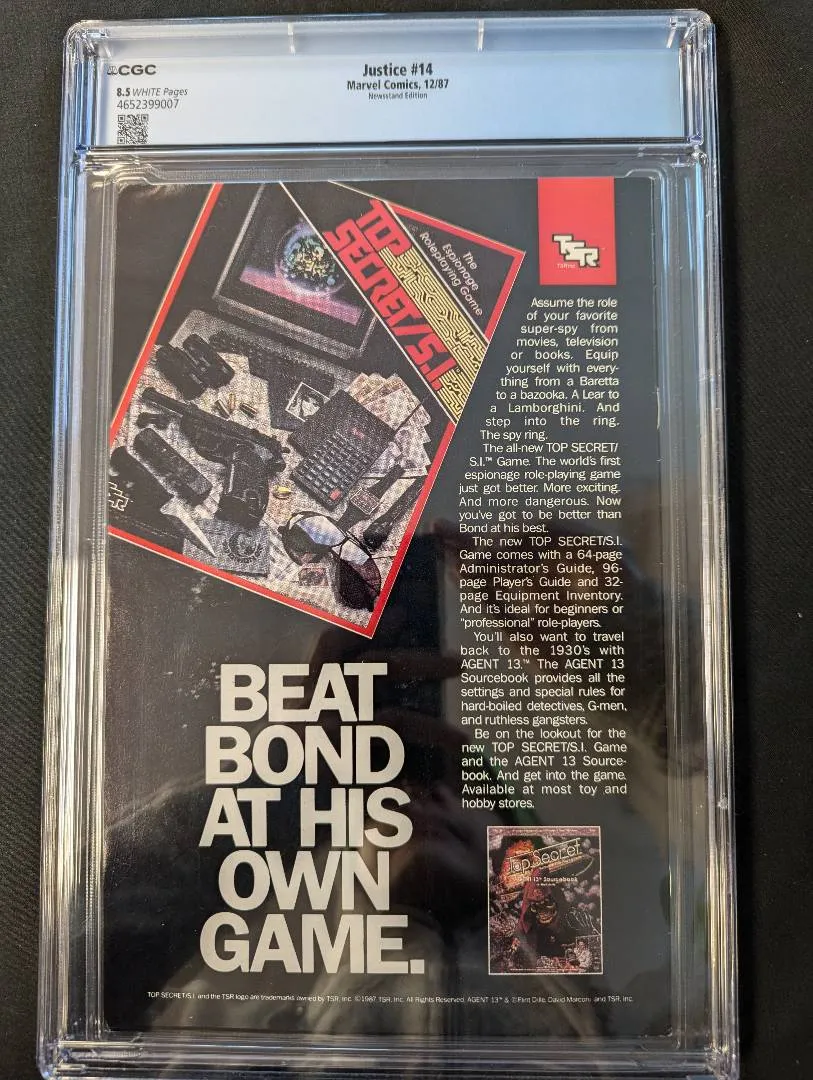 CGC
8.5 WHITE Pages
4652399007
Justice #14
Marvel Comics, 12/87
Newsstand Edition
TOP
SECRET/S.I.
The
Espionage
Roleplaying Game
TSR
Assume the role
of your favorite
super-spy from
movies, television
or books. Equip
yourself with every-
thing from a Baretta
to a bazooka. A Lear to
a Lamborghini. And
step into the ring.
The spy ring.
The all-new TOP SECRET/
S.I.™ Game. The world's first
espionage role-playing game
just got better. More exciting.
And more dangerous. Now
you've got to be better than
Bond at his best.
The new TOP SECRET/S.I.
Game comes with a 64-page
Administrator's Guide, 96-
page Player's Guide and 32-
page Equipment Inventory.
And it's ideal for beginners or
"professional" role-players.
You'll also want to travel
back to the 1930's with
AGENT 13.™ The AGENT 13
Sourcebook provides all the
settings and special rules for
hard-boiled detectives, G-men,
and ruthless gangsters.
Be on the lookout for the
new TOP SECRET/S.I. Game
and the AGENT 13 Source-
book. And get into the game.
Available at most toy and
hobby stores.
BEAT
BOND
AT HIS
OWN
GAME.
Top Secret
AGENT 13™ Sourcebook
TOP SECRET/S.I. and the TSR logo are trademarks owned by TSR, Inc. ©1987 TSR, Inc. All Rights Reserved. AGENT 13™ & ©Flint Dille, David Marconi and TSR, Inc.